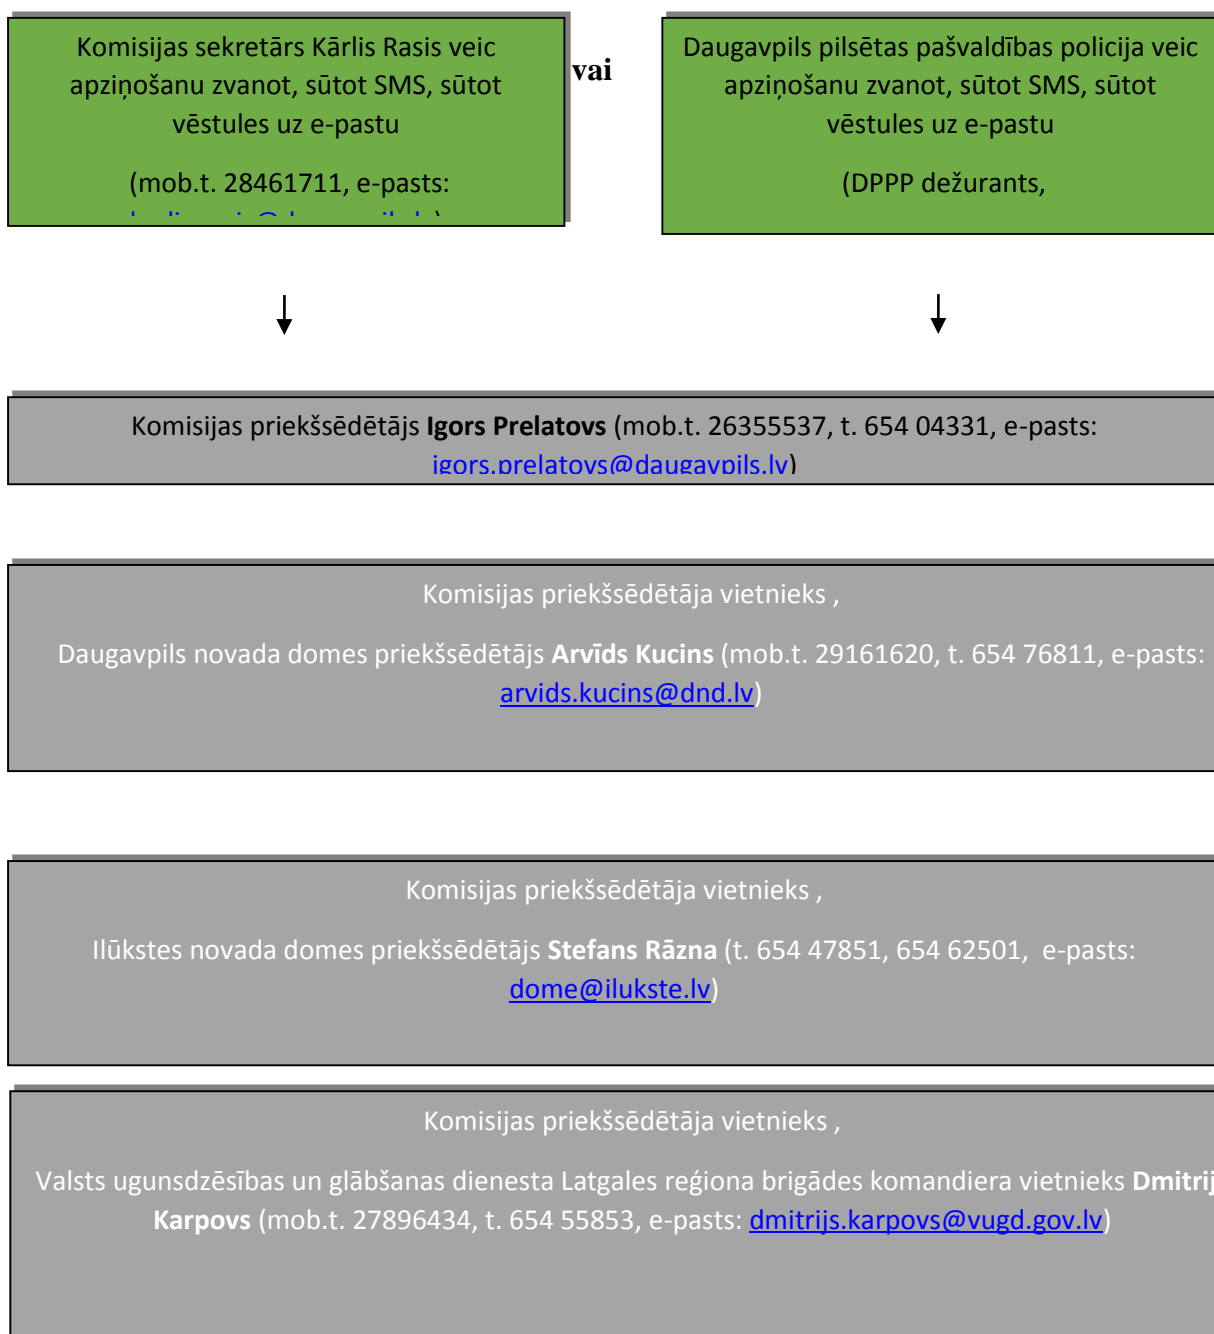 Komisijas sekretārs Kārlis Rasis veic
apziņošanu zvanot, sūtot SMS, sūtot
vēstules uz e-pastu
(mob.t. 28461711, e-pasts:
vai
Daugavpils pilsētas pašvaldības policija veic
apziņošanu zvanot, sūtot SMS, sūtot
vēstules uz e-pastu
(DPPP dežurants,
Komisijas priekšsēdētājs Igors Prelatovs (mob.t. 26355537, t. 654 04331, e-pasts:
igors.prelatovs@daugavpils.lv)
Komisijas priekšsēdētāja vietnieks ,
Daugavpils novada domes priekšsēdētājs Arvīds Kucins (mob.t. 29161620, t. 654 76811, e-pasts:
arvids.kucins@dnd.lv)
Komisijas priekšsēdētāja vietnieks ,
Ilūkstes novada domes priekšsēdētājs Stefans Rāzna (t. 654 47851, 654 62501, e-pasts:
dome@ilukste.lv)
Komisijas priekšsēdētāja vietnieks ,
Valsts ugunsdzēsības un glābšanas dienesta Latgales reģiona brigādes komandiera vietnieks Dmitrij
Karpovs (mob.t. 27896434, t. 654 55853, e-pasts: dmitrijs.karpovs@vugd.gov.lv)